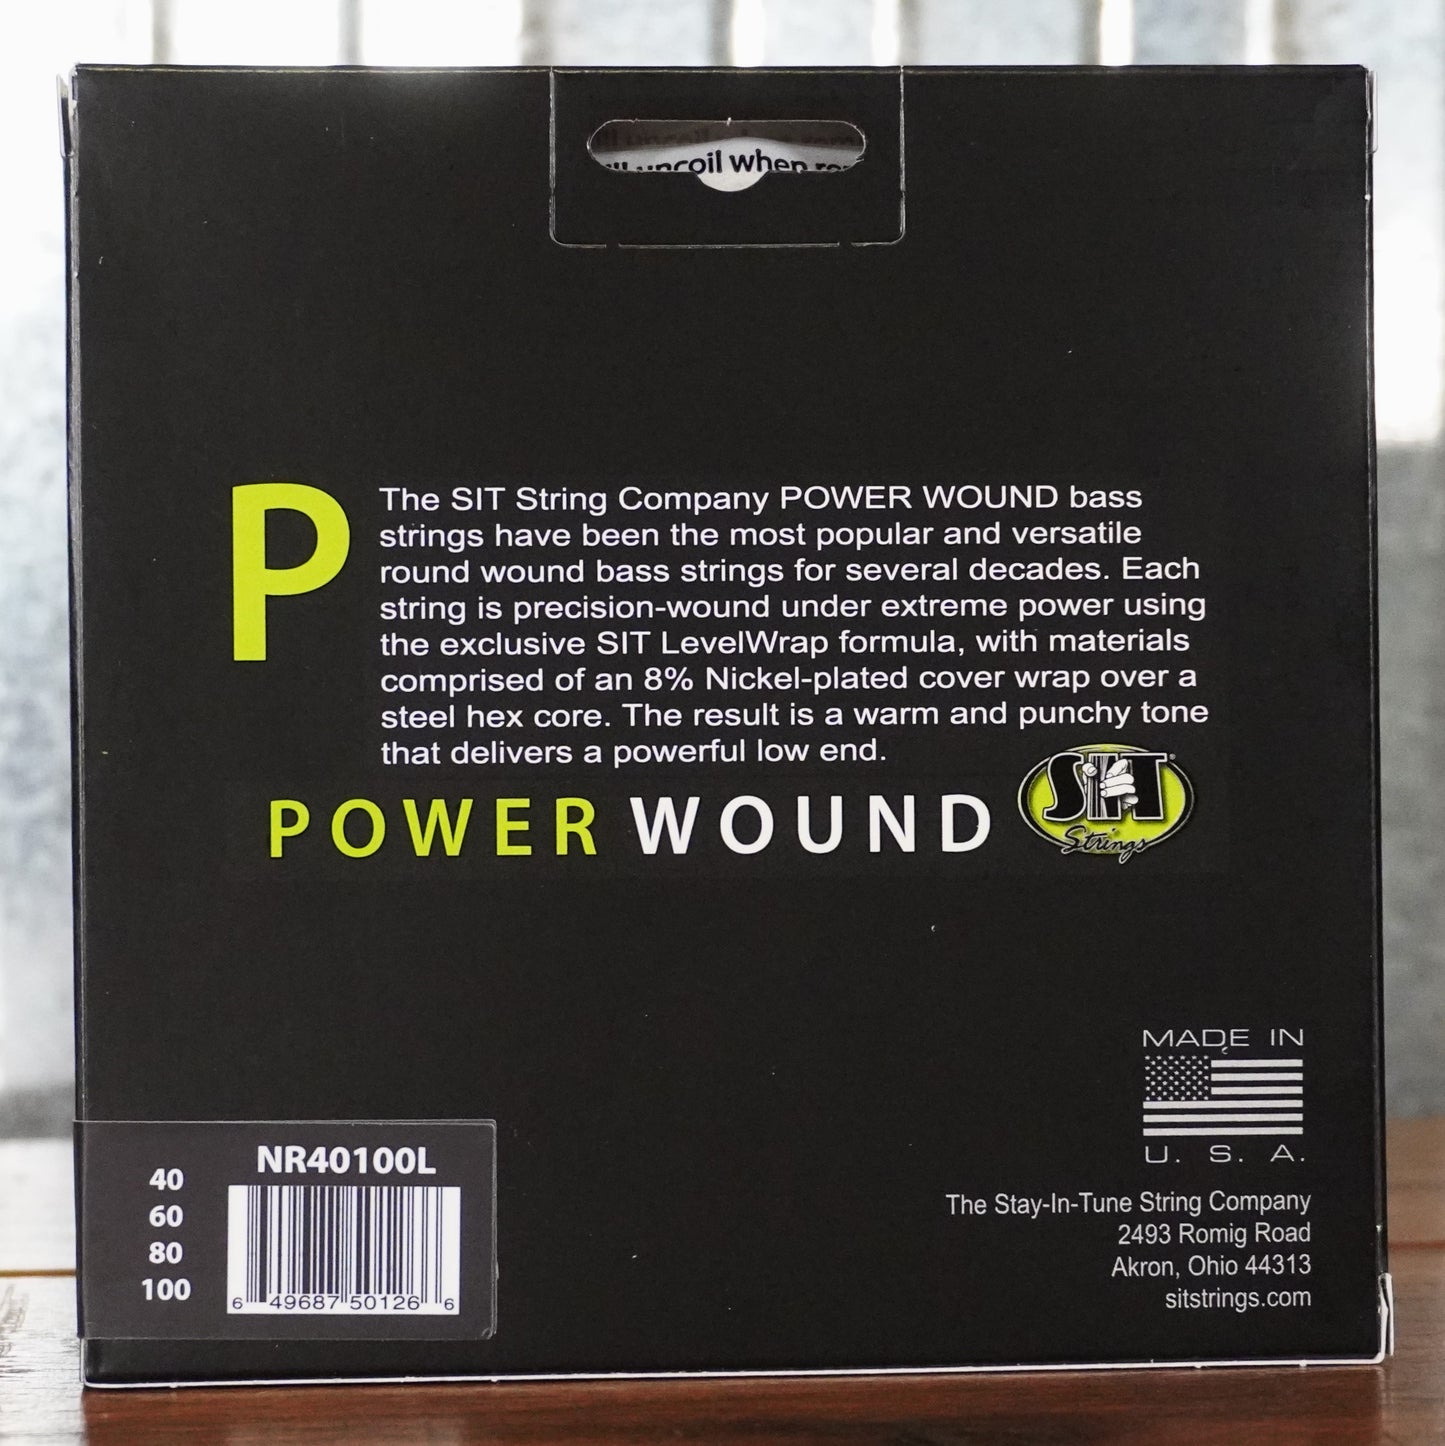 uncoil when
The SIT String Company POWER WOUND bass
strings have been the most popular and versatile
round wound bass strings for several decades. Each
string is precision-wound under extreme power using
the exclusive SIT LevelWrap formula, with materials
comprised of an 8% Nickel-plated cover wrap over a
steel hex core. The result is a warm and punchy tone
that delivers a powerful low end.
P
POWER WOUND
SIT
Strings
MADE IN
U. S. A.
NR40100L
40
60
80
100
6 49687 50126 6
The Stay-In-Tune String Company
2493 Romig Road
Akron, Ohio 44313
sitstrings.com